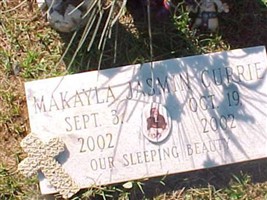 MAKAYLA JASMIN CURRIE
SEPT. 3, OCT 19
2002 2002
OUR SLEEPING BEAUTY